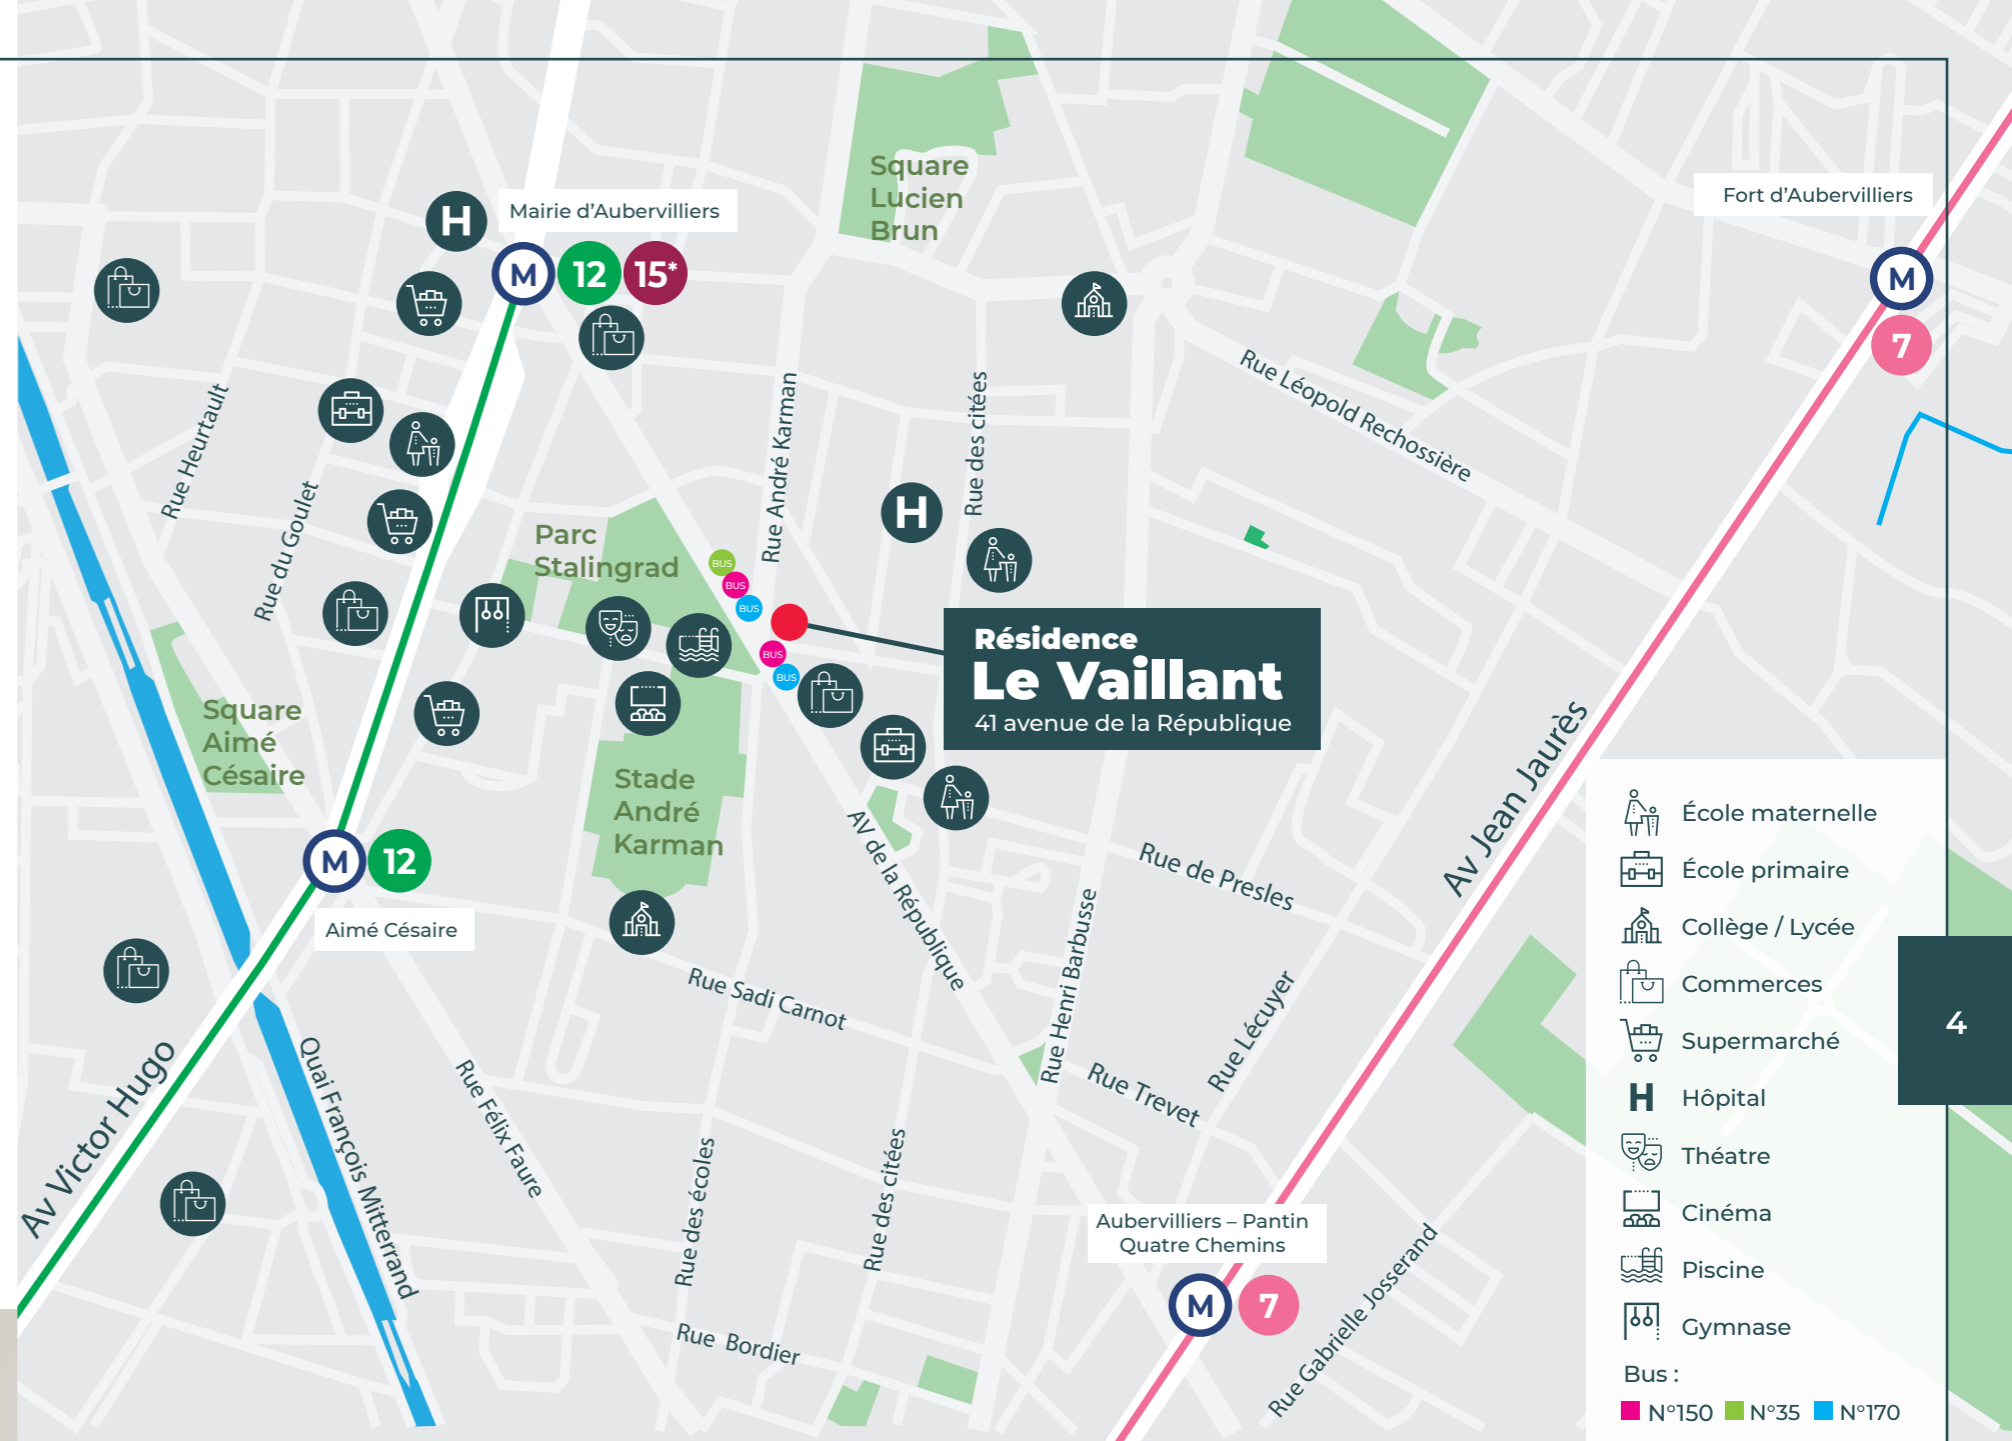 Square
Lucien
Brun
Mairie d'Aubervilliers
Fort d'Aubervilliers
H
M
12
15*
M
7
Rue Heurtault
Rue du Goulet
Rue André Karman
Rue des citées
Rue Léopold Rechossière
H
Parc
Stalingrad
BUS
BUS
BUS
BUS
BUS
Résidence
Le Vaillant
41 avenue de la République
Square
Aimé
Césaire
Stade
André
Karman
M
12
Aimé Césaire
AV de la République
Rue de Presles
Av Jean Jaurès
Rue Sadi Carnot
Rue Henri Barbusse
Rue Lécuyer
Rue Trevet
Av Victor Hugo
Quai François Mitterrand
Rue Félix Faure
Rue des écoles
Rue des citées
Rue Bordier
Aubervilliers – Pantin
Quatre Chemins
M
7
Rue Gabrielle Josserand
École maternelle
École primaire
Collège / Lycée
Commerces
Supermarché
H Hôpital
Théatre
Cinéma
Piscine
Gymnase
Bus :
N°150 N°35 N°170
4